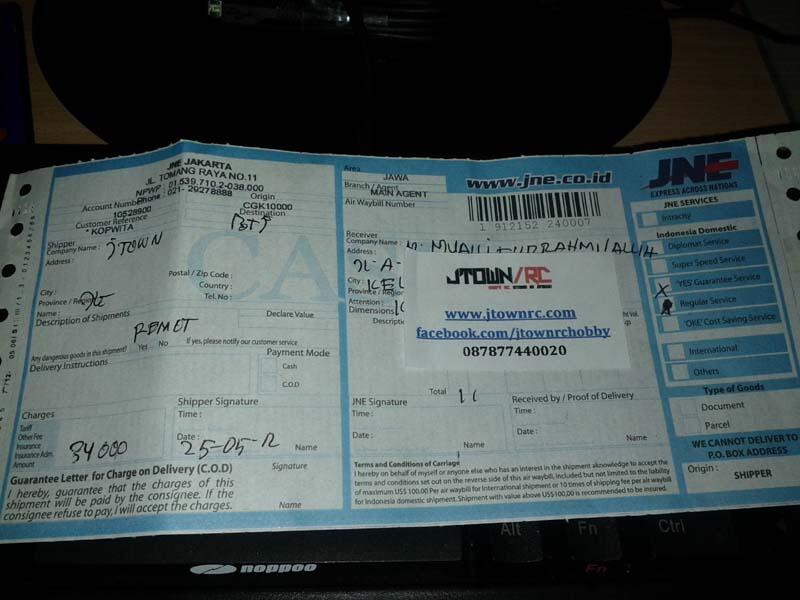 JNE JAKARTA
JL. TOMANG RAYA NO.11
NPWP : 01.539.710.2-038.000
Phone : 021- 29278888
Account Number
10528900
Origin
CGK10000
Customer Reference
*KOPWITA
Destination
Shipper
Company Name : JTOWN
Address :
Postal / Zip Code :
City :
Country :
Province / Region
Tel. No :
Name :
Description of Shipments
Declare Value
REMET
Any dangerous goods in this shipment?
Yes
No
If yes, please notify our customer service
Delivery Instructions
Payment Mode
Cash
C.O.D
Charges
Tariff
Other Fee
Insurance
Insurance Adm.
Amount
34000
Shipper Signature
Time :
Date : 25-05-12
Name
Guarantee Letter for Charge on Delivery (C.O.D)
I hereby, guarantee that the charges of this
shipment will be paid by the consignee. If the
consignee refuse to pay, I will accept the charges.
Signature
Name
Area
JAWA
Branch / Agent
MAIN AGENT
Air Waybill Number
www.jne.co.id
1 912152 240007
Receiver
Company Name :
Address :
City :
Province / Region
Attention :
Dimensions
JTOWN/RC
www.jtownrc.com
facebook.com/jtownrchobby
087877440020
Total
JNE Signature
Time :
Date :
Name
Received by / Proof of Delivery
Time :
Date :
Name
Terms and Conditions of Carriage
I hereby on behalf of myself or anyone else who has an interest in the shipment aknowledge to accept the
terms and conditions set out on the reverse side of this air waybill, included but not limited to the liability
of maximum US$ 100,00 Per air waybill for International shipment or 10 times of shipping fee per air waybill
for Indonesia domestic shipment. Shipment with value above US$100,00 is recommended to be insured.
JNE
EXPRESS ACROSS NATIONS
JNE SERVICES
Intracity
Indonesia Domestic
Diplomat Service
Super Speed Service
'YES' Guarantee Service
Regular Service
'OKE' Cost Saving Service
International
Others
Type of Goods
Document
Parcel
WE CANNOT DELIVER TO
P.O. BOX ADDRESS
Origin :
SHIPPER
noppoo
Alt
Fn
Fn
Ctrl